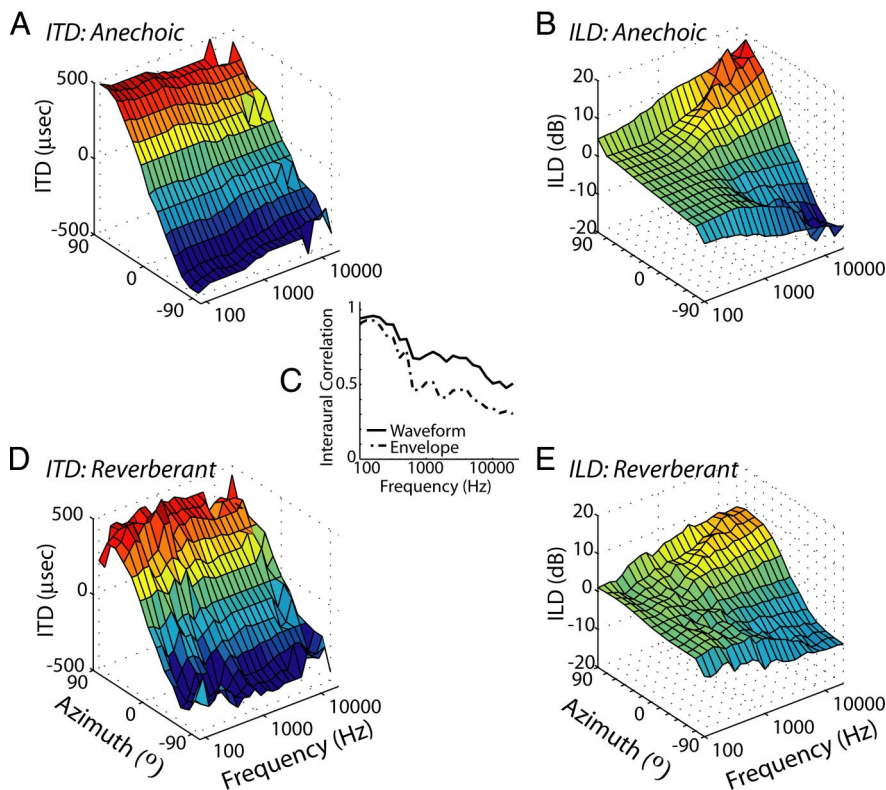 A
ITD: Anechoic
500
0
-500
ITD (μsec)
90
0
-90
100
1000
10000
B
ILD: Anechoic
20
10
0
-10
-20
ILD (dB)
90
0
-90
100
1000
10000
C
1
0.5
0
Interaural Correlation
Waveform
Envelope
100
1000
10000
Frequency (Hz)
D
ITD: Reverberant
500
0
-500
ITD (μsec)
90
0
-90
Azimuth (º)
100
1000
10000
Frequency (Hz)
E
ILD: Reverberant
20
10
0
-10
-20
ILD (dB)
90
0
-90
Azimuth (º)
100
1000
10000
Frequency (Hz)